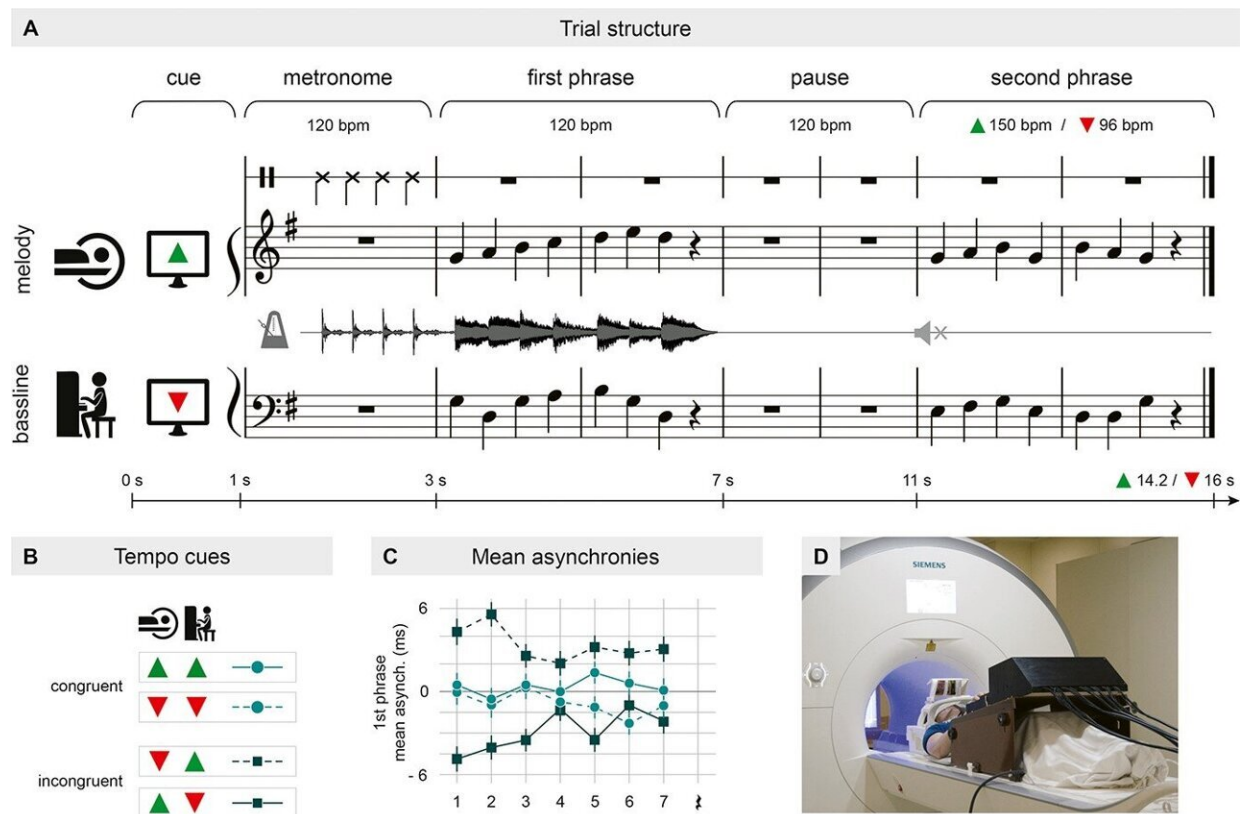 A Trial structure
cue metronome first phrase pause second phrase
120 bpm 120 bpm 120 bpm ▲ 150 bpm / ▼ 96 bpm
melody
bassline
0 s 1 s 3 s 7 s 11 s ▲ 14.2 / ▼ 16 s
B Tempo cues
congruent
incongruent
C Mean asynchronies
1st phrase
mean asynch. (ms)
6
0
- 6
1 2 3 4 5 6 7
D
SIEMENS